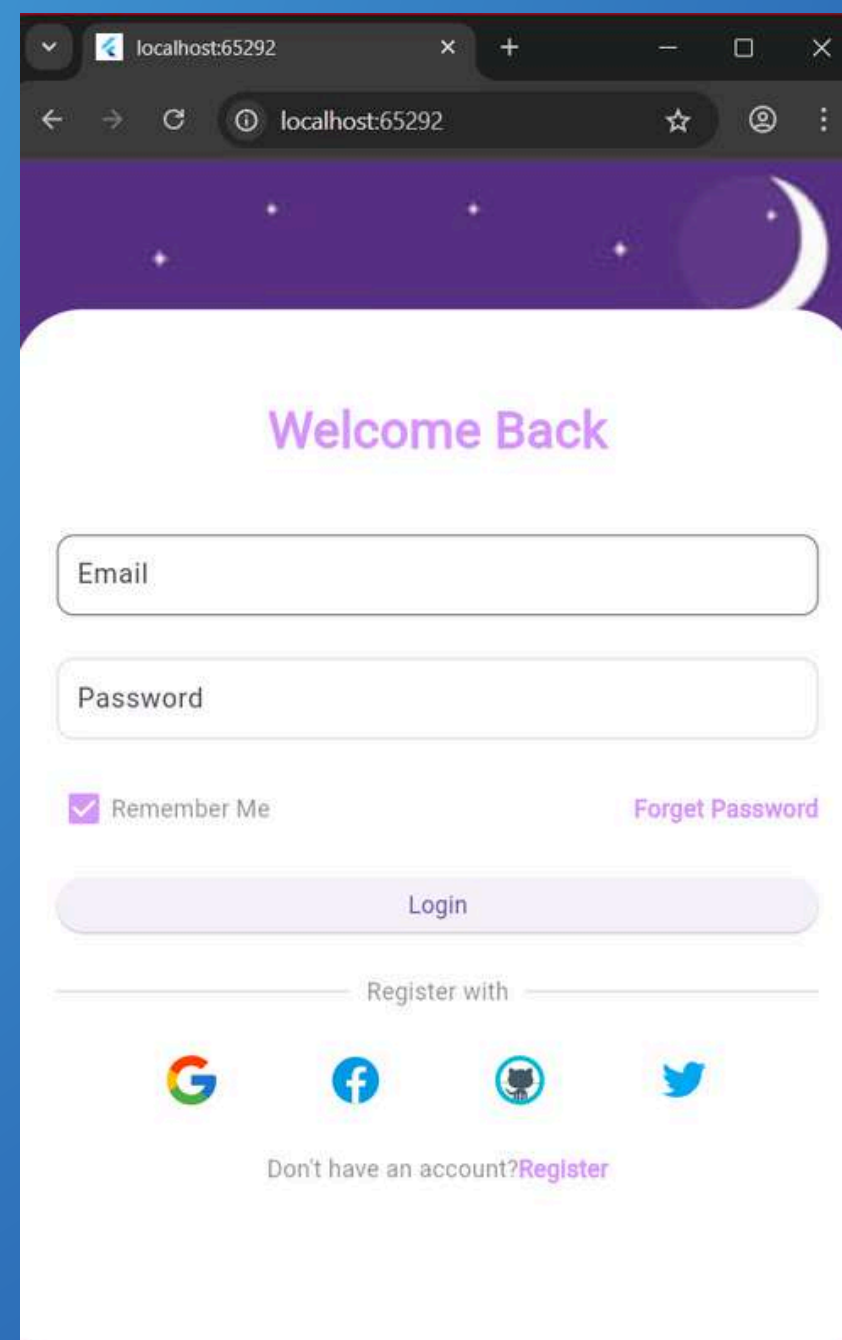 localhost:65292
localhost:65292
Welcome Back
Email
Password
Remember Me Forget Password
Login
Register with
Don't have an account?Register